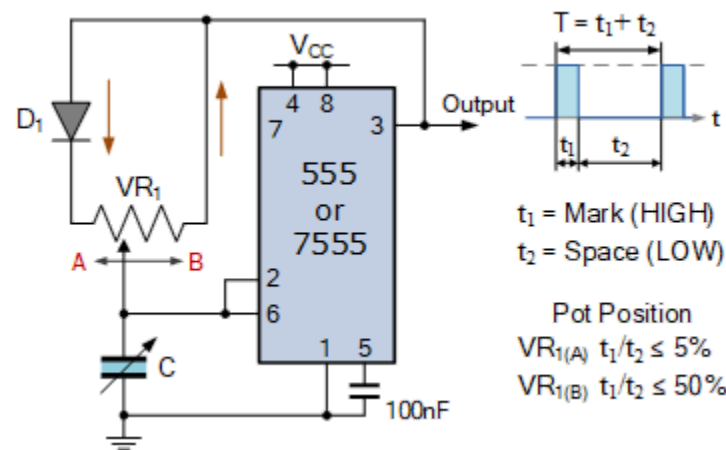 V_CC
4 8
7
3
Output
555
or
7555
2
6
1 5
D₁
VR₁
A B
C
100nF
T = t₁+ t₂
t
t₁ t₂
t₁ = Mark (HIGH)
t₂ = Space (LOW)
Pot Position
VR₁₍A₎ t₁/t₂ ≤ 5%
VR₁₍B₎ t₁/t₂ ≤ 50%